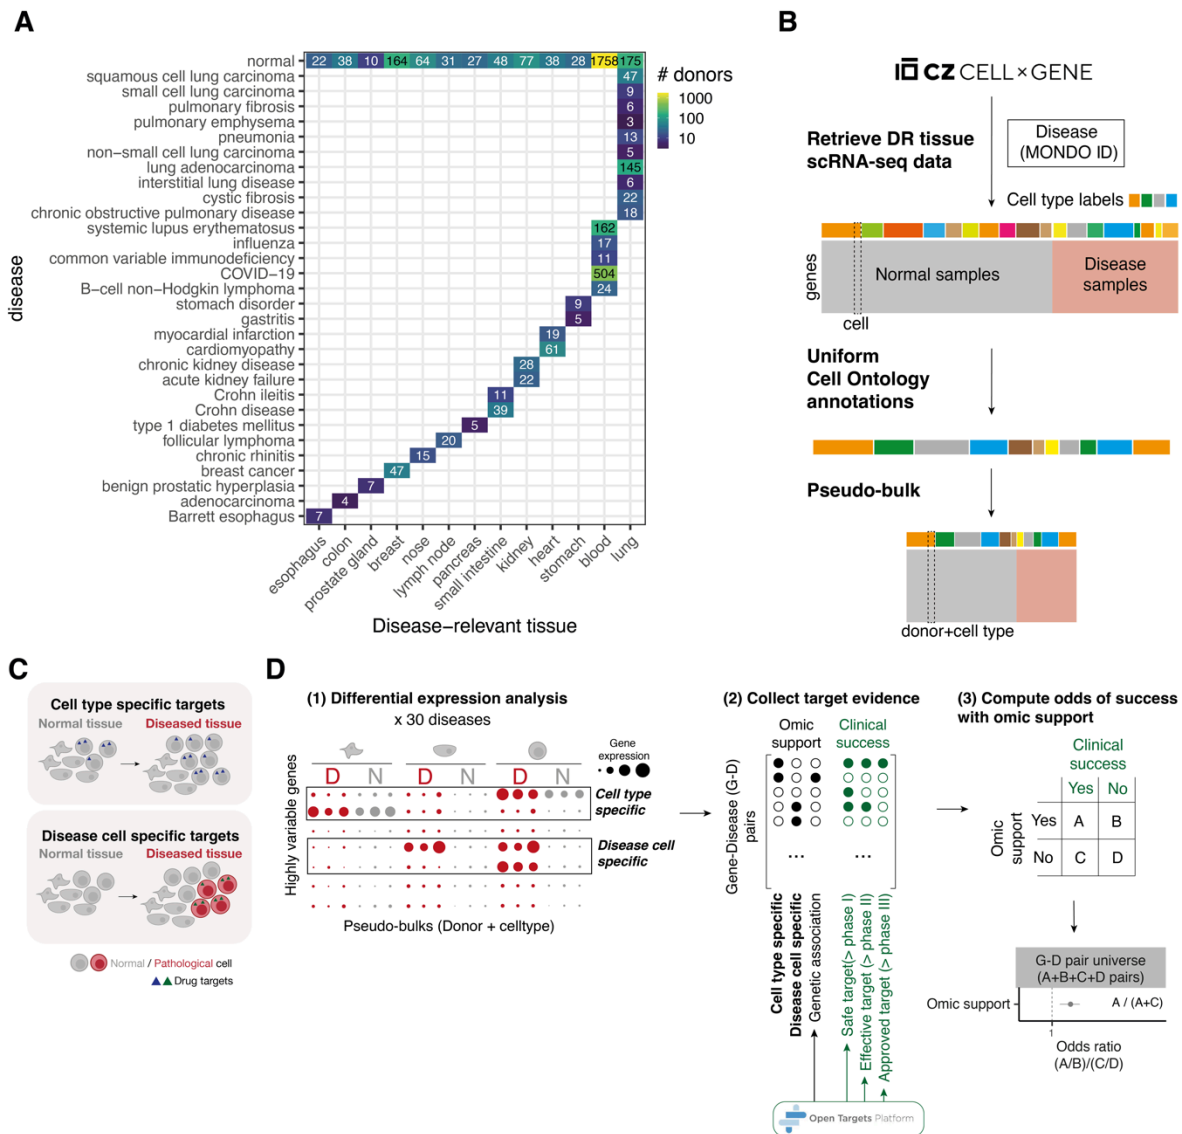 A
normal 22 38 10 164 64 31 27 48 77 38 28 1758 175
squamous cell lung carcinoma 47
small cell lung carcinoma 9
pulmonary fibrosis 6
pulmonary emphysema 3
pneumonia 13
non−small cell lung carcinoma 5
lung adenocarcinoma 145
interstitial lung disease 6
cystic fibrosis 22
chronic obstructive pulmonary disease 18
systemic lupus erythematosus 162
influenza 17
common variable immunodeficiency 11
COVID−19 504
B−cell non−Hodgkin lymphoma 24
stomach disorder 9
gastritis 5
myocardial infarction 19
cardiomyopathy 61
chronic kidney disease 28
acute kidney failure 22
Crohn ileitis 11
Crohn disease 39
type 1 diabetes mellitus 5
follicular lymphoma 20
chronic rhinitis 15
breast cancer 47
benign prostatic hyperplasia 7
adenocarcinoma 4
Barrett esophagus 7
disease
esophagus
colon
prostate gland
breast
nose
lymph node
pancreas
small intestine
kidney
heart
stomach
blood
lung
Disease−relevant tissue
# donors
1000
100
10
B
CZ CELL×GENE
Retrieve DR tissue
scRNA-seq data
Disease
(MONDO ID)
Cell type labels
genes
Normal samples
Disease
samples
cell
Uniform
Cell Ontology
annotations
Pseudo-bulk
donor+cell type
C
Cell type specific targets
Normal tissue Diseased tissue
Disease cell specific targets
Normal tissue Diseased tissue
Normal / Pathological cell
Drug targets
D
(1) Differential expression analysis
x 30 diseases
Gene
expression
D N D N D N
Highly variable genes
Cell type
specific
Disease cell
specific
Pseudo-bulks (Donor + celltype)
(2) Collect target evidence
Omic
support
Clinical
success
Gene-Disease (G-D)
pairs
... ...
Cell type specific
Disease cell specific
Genetic association
Safe target(> phase I)
Effective target (> phase II)
Approved target (> phase III)
Open Targets Platform
(3) Compute odds of success
with omic support
Clinical
success
Yes No
Omic
support
Yes A B
No C D
G-D pair universe
(A+B+C+D pairs)
Omic support
A / (A+C)
1
Odds ratio
(A/B)/(C/D)